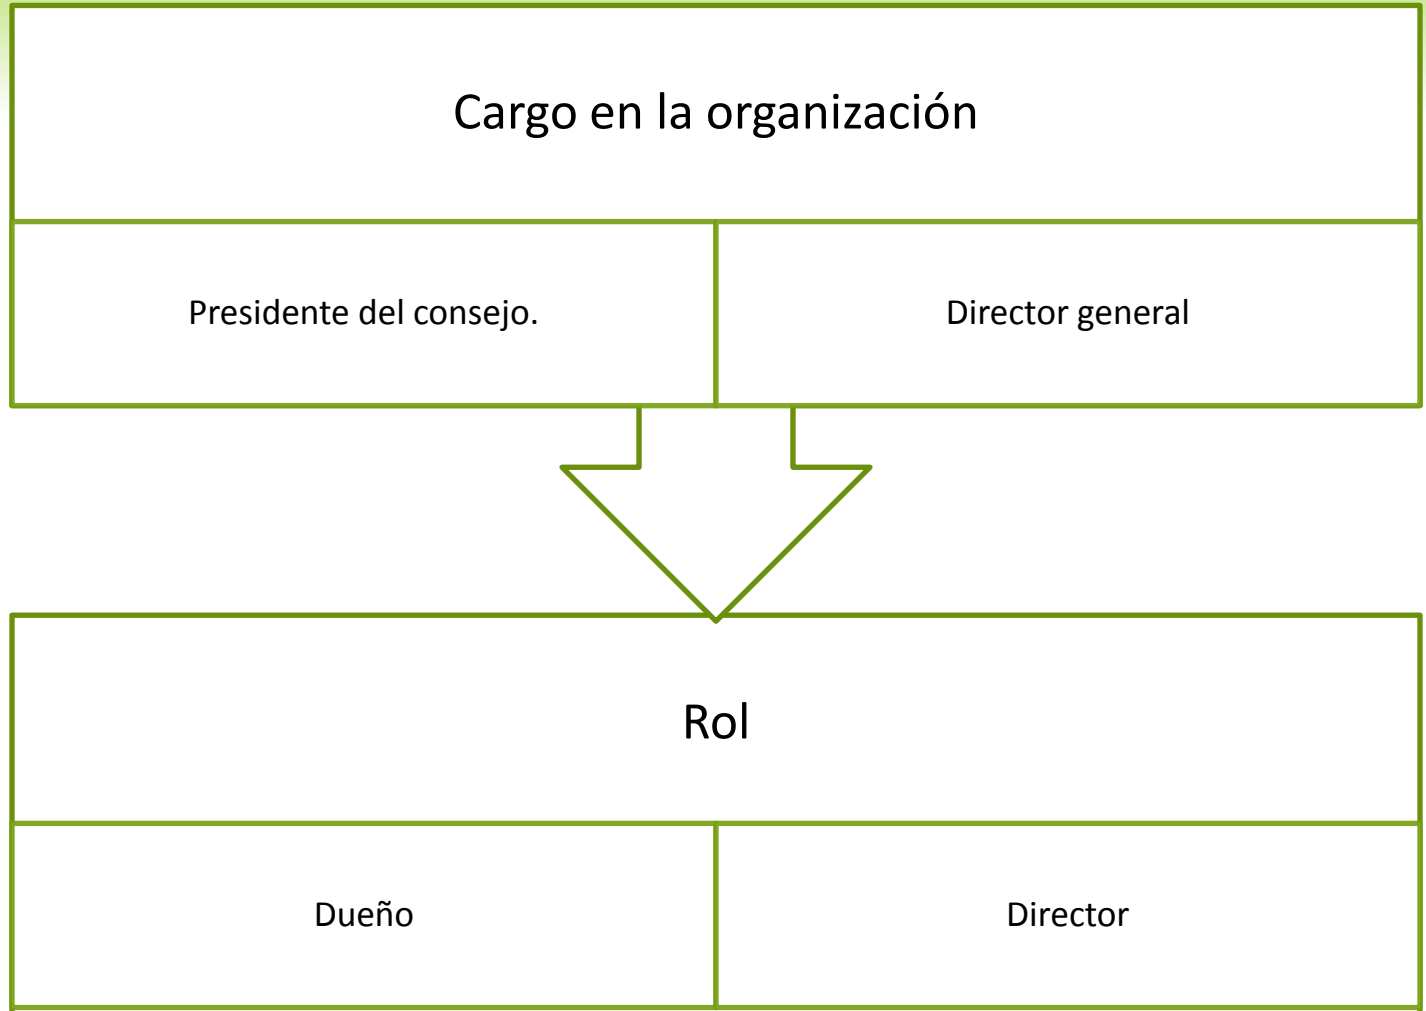 Cargo en la organización
Presidente del consejo.
Director general
Rol
Dueño
Director